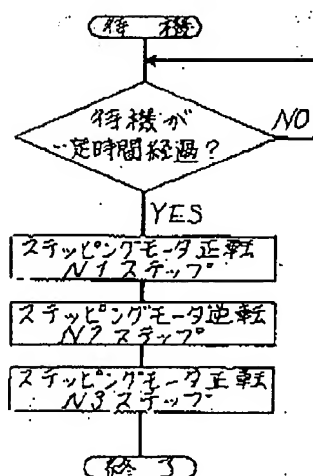 待機
待機が
一定時間経過?
NO
YES
ステッピングモータ正転
N1ステップ
ステッピングモータ逆転
N2ステップ
ステッピングモータ正転
N3ステップ
終了